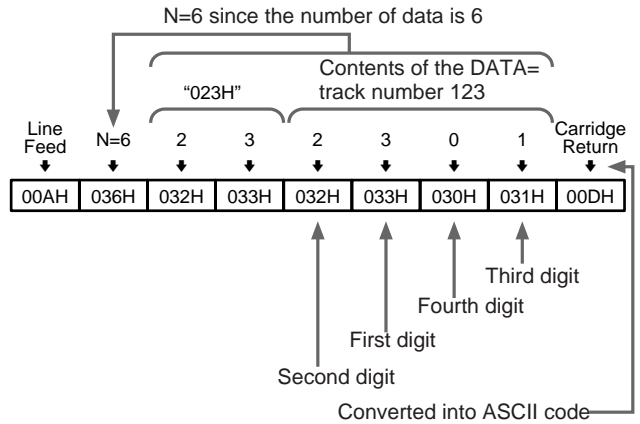 N=6 since the number of data is 6
Contents of the DATA=
track number 123
“023H”
Line
Feed
N=6
2
3
2
3
0
1
Carridge
Return
00AH 036H 032H 033H 032H 033H 030H 031H 00DH
Third digit
Fourth digit
First digit
Second digit
Converted into ASCII code